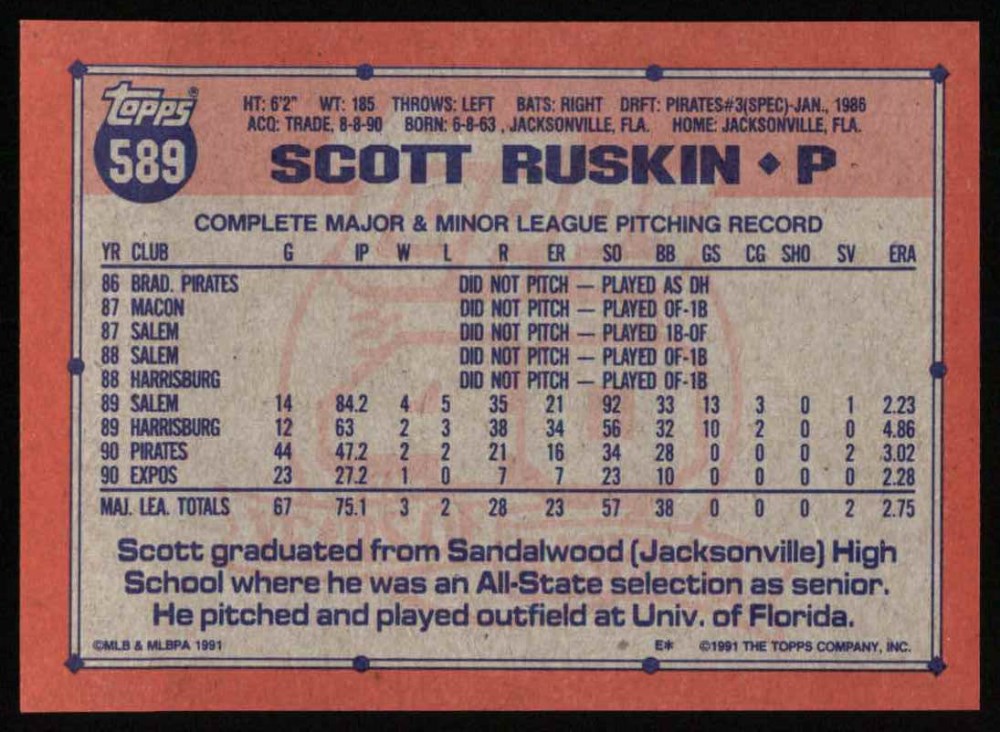 Topps®
589
HT: 6'2" WT: 185 THROWS: LEFT BATS: RIGHT DRFT: PIRATES#3(SPEC)-JAN., 1986
ACQ: TRADE, 8-8-90 BORN: 6-8-63, JACKSONVILLE, FLA. HOME: JACKSONVILLE, FLA.
SCOTT RUSKIN ◆ P
COMPLETE MAJOR & MINOR LEAGUE PITCHING RECORD
YR CLUB G IP W L R ER SO BB GS CG SHO SV ERA
86 BRAD. PIRATES DID NOT PITCH — PLAYED AS DH
87 MACON DID NOT PITCH — PLAYED OF-1B
87 SALEM DID NOT PITCH — PLAYED 1B-OF
88 SALEM DID NOT PITCH — PLAYED OF-1B
88 HARRISBURG DID NOT PITCH — PLAYED OF-1B
89 SALEM 14 84.2 4 5 35 21 92 33 13 3 0 1 2.23
89 HARRISBURG 12 63 2 3 38 34 56 32 10 2 0 0 4.86
90 PIRATES 44 47.2 2 2 21 16 34 28 0 0 0 2 3.02
90 EXPOS 23 27.2 1 0 7 7 23 10 0 0 0 0 2.28
MAJ. LEA. TOTALS 67 75.1 3 2 28 23 57 38 0 0 0 2 2.75
Scott graduated from Sandalwood (Jacksonville) High
School where he was an All-State selection as senior.
He pitched and played outfield at Univ. of Florida.
©MLB & MLBPA 1991 E* ©1991 THE TOPPS COMPANY, INC.